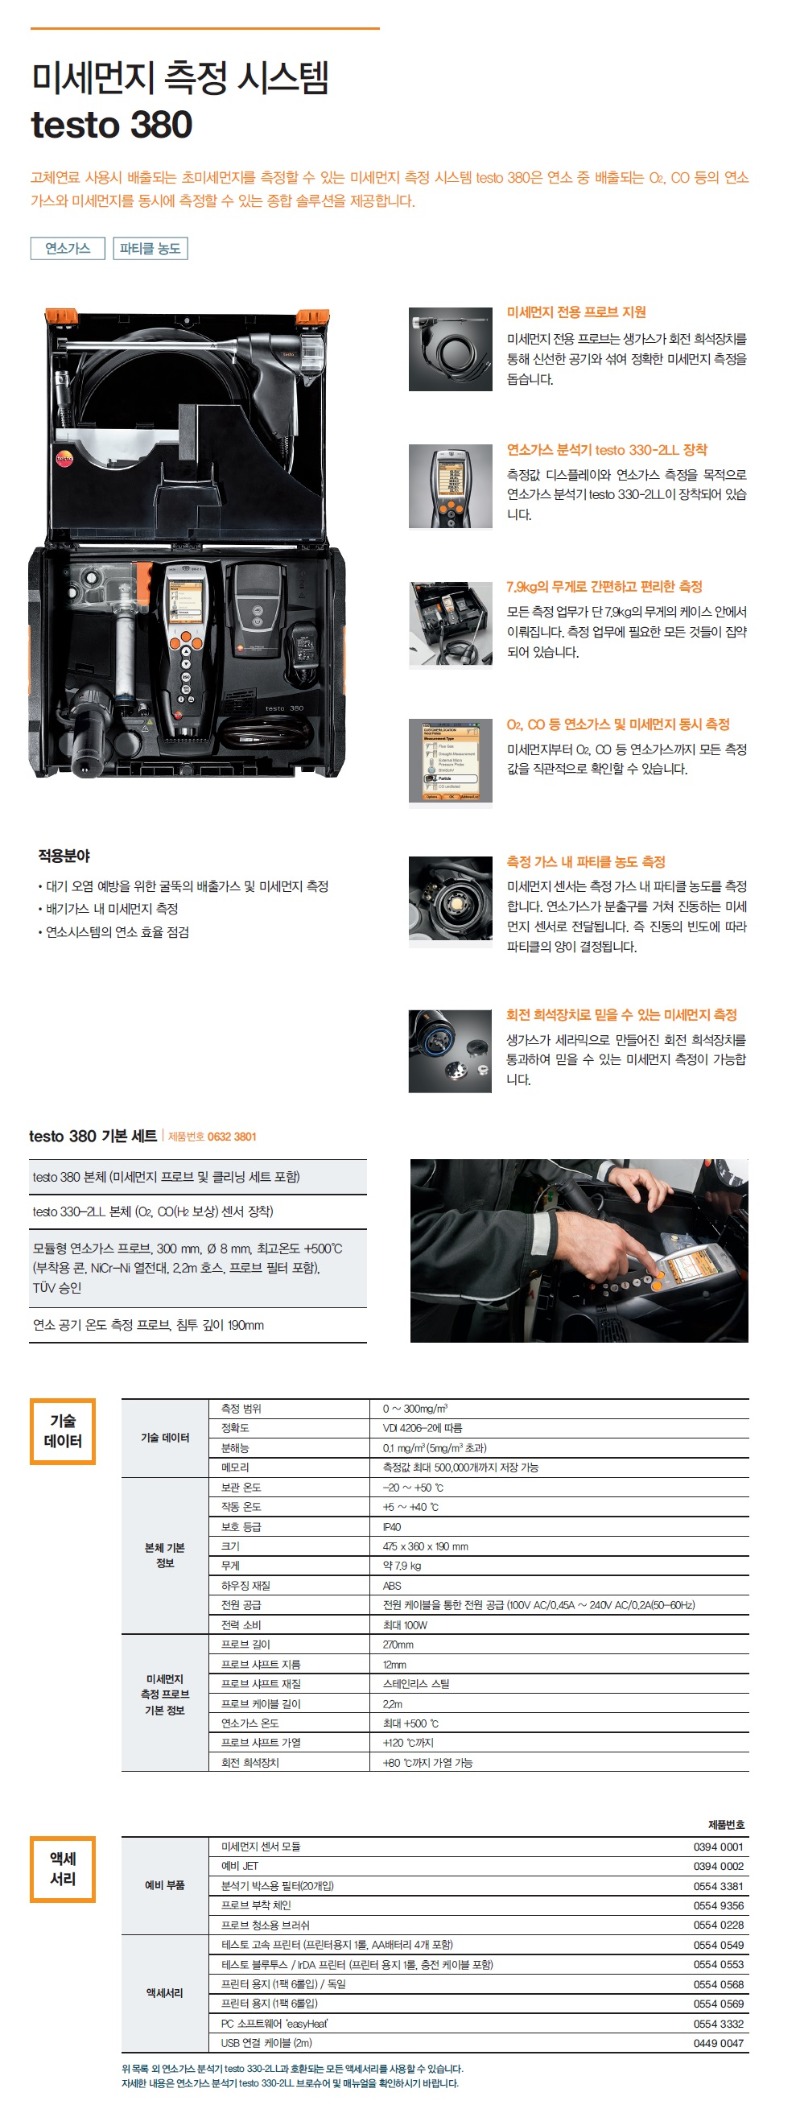 미세먼지 측정 시스템
testo 380
고체연료 사용시 배출되는 초미세먼지를 측정할 수 있는 미세먼지 측정 시스템 testo 380은 연소 중 배출되는 O₂, CO 등의 연소
가스와 미세먼지를 동시에 측정할 수 있는 종합 솔루션을 제공합니다.
연소가스
파티클 농도
미세먼지 전용 프로브 지원
미세먼지 전용 프로브는 생가스가 회전 희석장치를
통해 신선한 공기와 섞여 정확한 미세먼지 측정을
돕습니다.
연소가스 분석기 testo 330-2LL 장착
측정값 디스플레이와 연소가스 측정을 목적으로
연소가스 분석기 testo 330-2LL이 장착되어 있습
니다.
7.9kg의 무게로 간편하고 편리한 측정
모든 측정 업무가 단 7.9kg의 무게의 케이스 안에서
이뤄집니다. 측정 업무에 필요한 모든 것들이 집약
되어 있습니다.
testo 380
O₂, CO 등 연소가스 및 미세먼지 동시 측정
미세먼지부터 O₂, CO 등 연소가스까지 모든 측정
값을 직관적으로 확인할 수 있습니다.
적용분야
• 대기 오염 예방을 위한 굴뚝의 배출가스 및 미세먼지 측정
• 배기가스 내 미세먼지 측정
• 연소시스템의 연소 효율 점검
측정 가스 내 파티클 농도 측정
미세먼지 센서는 측정 가스 내 파티클 농도를 측정
합니다. 연소가스가 분출구를 거쳐 진동하는 미세
먼지 센서로 전달됩니다. 즉 진동의 빈도에 따라
파티클의 양이 결정됩니다.
회전 희석장치로 믿을 수 있는 미세먼지 측정
생가스가 세라믹으로 만들어진 회전 희석장치를
통과하여 믿을 수 있는 미세먼지 측정이 가능합
니다.
testo 380 기본 세트 | 제품번호 0632 3801
testo 380 본체 (미세먼지 프로브 및 클리닝 세트 포함)
testo 330-2LL 본체 (O₂, CO(H₂ 보상) 센서 장착)
모듈형 연소가스 프로브, 300 mm, Ø 8 mm, 최고온도 +500℃
(부착용 콘, NiCr-Ni 열전대, 2.2m 호스, 프로브 필터 포함),
TÜV 승인
연소 공기 온도 측정 프로브, 침투 깊이 190mm
기술
데이터
기술 데이터
측정 범위 0 ~ 300mg/m³
정확도 VDI 4206-2에 따름
분해능 0.1 mg/m³ (5mg/m³ 초과)
메모리 측정값 최대 500,000개까지 저장 가능
본체 기본
정보
보관 온도 -20 ~ +50 ℃
작동 온도 +5 ~ +40 ℃
보호 등급 IP40
크기 475 x 360 x 190 mm
무게 약 7.9 kg
하우징 재질 ABS
전원 공급 전원 케이블을 통한 전원 공급 (100V AC/0.45A ~ 240V AC/0.2A(50-60Hz)
전력 소비 최대 100W
미세먼지
측정 프로브
기본 정보
프로브 길이 270mm
프로브 샤프트 지름 12mm
프로브 샤프트 재질 스테인리스 스틸
프로브 케이블 길이 2.2m
연소가스 온도 최대 +500 ℃
프로브 샤프트 가열 +120 ℃까지
회전 희석장치 +80 ℃까지 가열 가능
제품번호
액세
서리
예비 부품
미세먼지 센서 모듈 0394 0001
예비 JET 0394 0002
분석기 박스용 필터(20개입) 0554 3381
프로브 부착 체인 0554 9356
프로브 청소용 브러쉬 0554 0228
액세서리
테스토 고속 프린터 (프린터용지 1롤, AA배터리 4개 포함) 0554 0549
테스토 블루투스 / IrDA 프린터 (프린터 용지 1롤, 충전 케이블 포함) 0554 0553
프린터 용지 (1팩 6롤입) / 독일 0554 0568
프린터 용지 (1팩 6롤입) 0554 0569
PC 소프트웨어 'easyHeat' 0554 3332
USB 연결 케이블 (2m) 0449 0047
위 목록 외 연소가스 분석기 testo 330-2LL과 호환되는 모든 액세서리를 사용할 수 있습니다.
자세한 내용은 연소가스 분석기 testo 330-2LL 브로슈어 및 매뉴얼을 확인하시기 바랍니다.